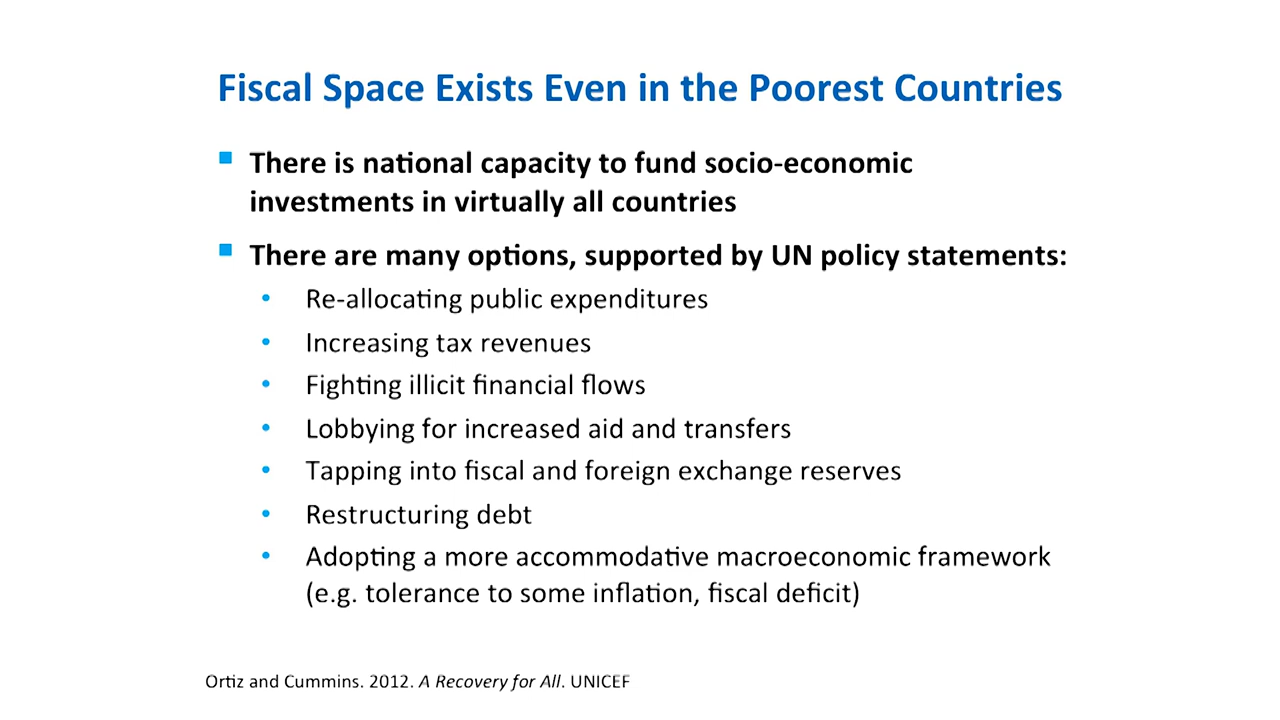 Fiscal Space Exists Even in the Poorest Countries
There is national capacity to fund socio-economic
investments in virtually all countries
There are many options, supported by UN policy statements:
• Re-allocating public expenditures
• Increasing tax revenues
• Fighting illicit financial flows
• Lobbying for increased aid and transfers
• Tapping into fiscal and foreign exchange reserves
• Restructuring debt
• Adopting a more accommodative macroeconomic framework
(e.g. tolerance to some inflation, fiscal deficit)
Ortiz and Cummins. 2012. A Recovery for All. UNICEF